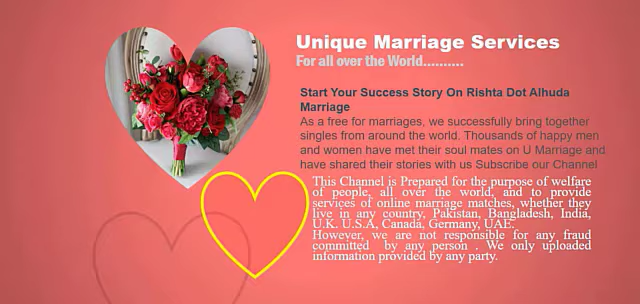 Unique Marriage Services
For all over the World..........
Start Your Success Story On Rishta Dot Alhuda
Marriage
As a free for marriages, we successfully bring together
singles from around the world. Thousands of happy men
and women have met their soul mates on U Marriage and
have shared their stories with us Subscribe our Channel
This Channel is Prepared for the purpose of welfare
of people, all over the world, and to provide
services of online marriage matches, whether they
live in any country, Pakistan, Bangladesh, India,
U.K. U.S.A, Canada, Germany, UAE.
However, we are not responsible for any fraud
committed by any person . We only uploaded
information provided by any party.